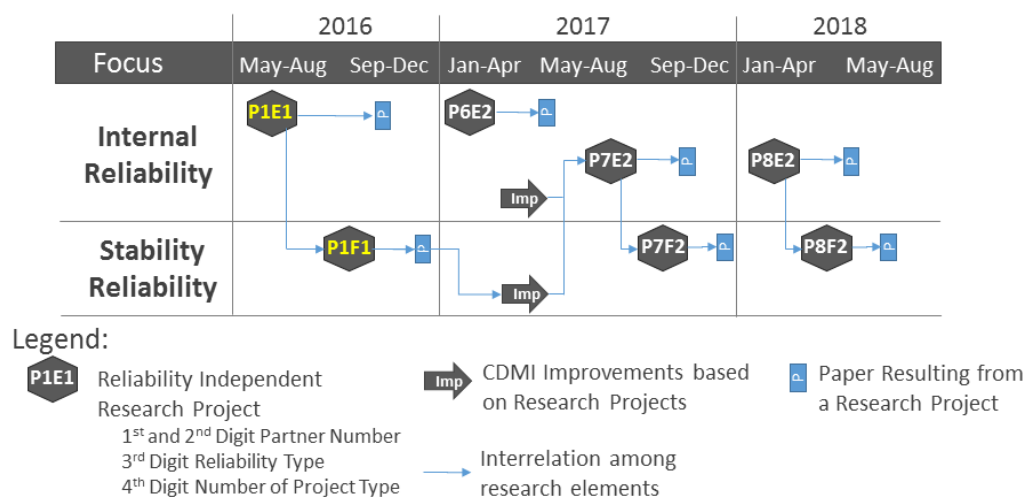 2016 2017 2018
Focus May-Aug Sep-Dec Jan-Apr May-Aug Sep-Dec Jan-Apr May-Aug
Internal
Reliability
P1E1 P P6E2 P
P7E2 P P8E2 P
Imp
Stability
Reliability
P1F1 P P7F2 P P8F2 P
Imp
Legend:
P1E1 Reliability Independent
Research Project
1st and 2nd Digit Partner Number
3rd Digit Reliability Type
4th Digit Number of Project Type
Imp CDMI Improvements based
on Research Projects
Interrelation among
research elements
P Paper Resulting from
a Research Project